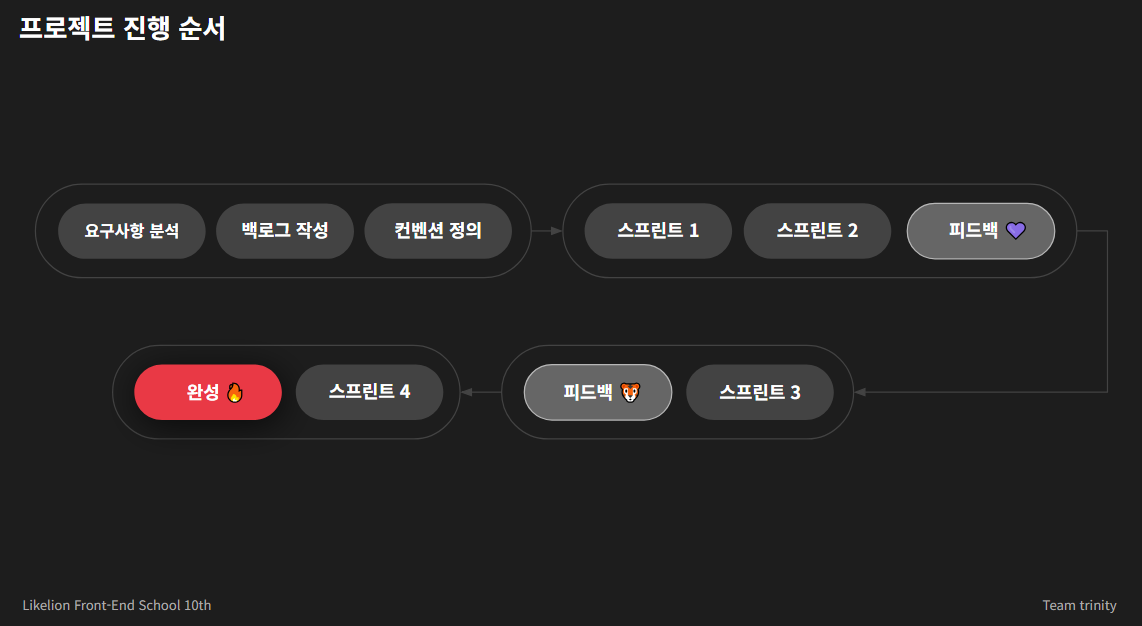 프로젝트 진행 순서
요구사항 분석
백로그 작성
컨벤션 정의
스프린트 1
스프린트 2
피드백 💜
스프린트 3
피드백 🐯
스프린트 4
완성 🔥
Likelion Front-End School 10th
Team trinity